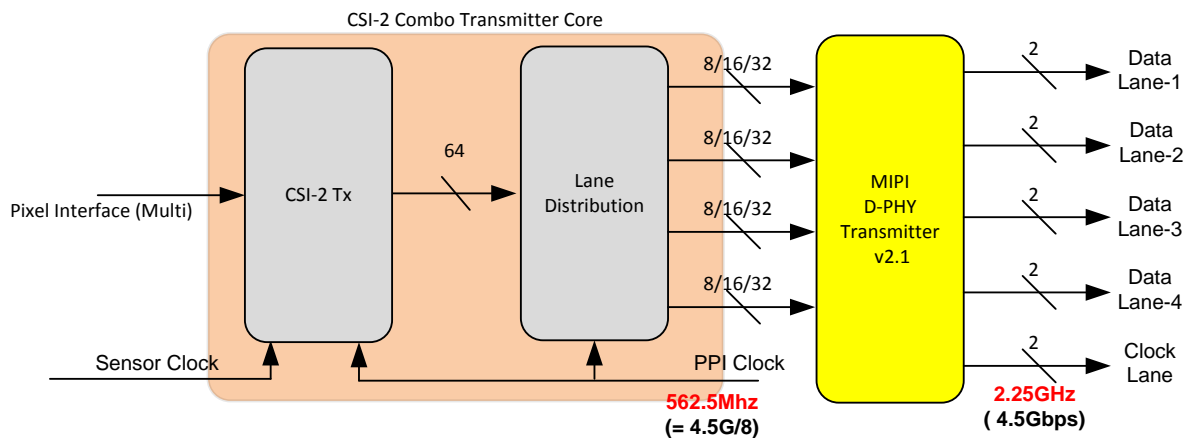 CSI-2 Combo Transmitter Core
Pixel Interface (Multi)
CSI-2 Tx
64
Lane
Distribution
8/16/32
8/16/32
8/16/32
8/16/32
MIPI
D-PHY
Transmitter
v2.1
2
Data
Lane-1
2
Data
Lane-2
2
Data
Lane-3
2
Data
Lane-4
2
Clock
Lane
Sensor Clock
PPI Clock
562.5Mhz
(= 4.5G/8)
2.25GHz
( 4.5Gbps)